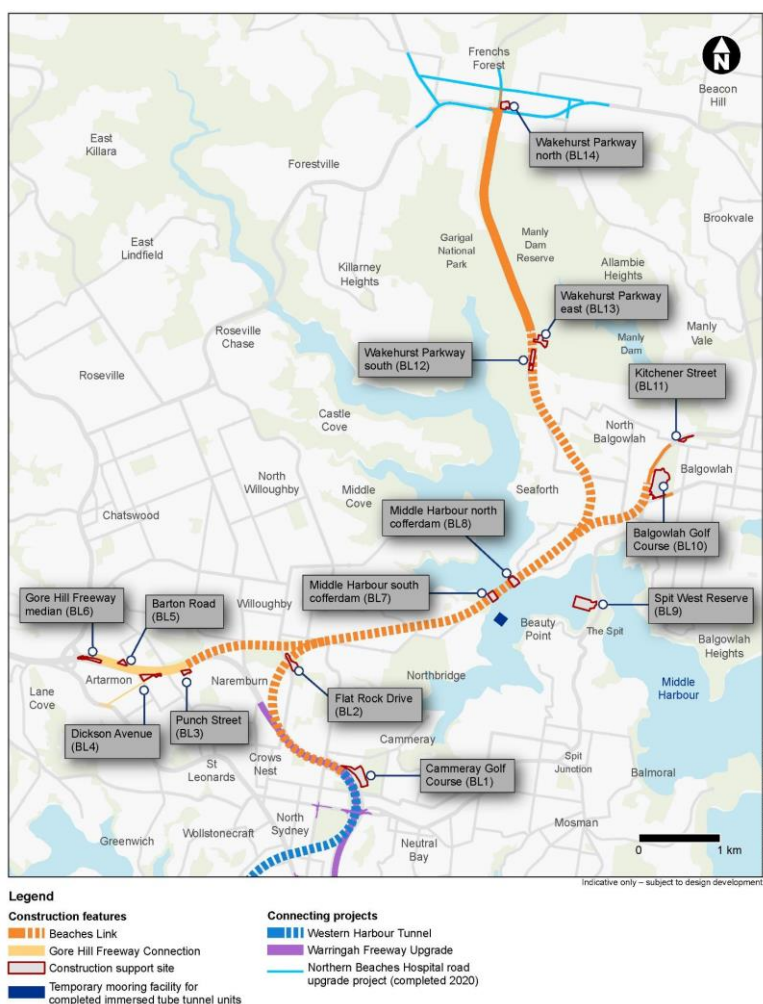 Frenchs
Forest
N
Beacon
Hill
East
Killara
Wakehurst Parkway
north (BL14)
Forestville
Brookvale
East
Lindfield
Garigal
National
Park
Manly
Dam
Reserve
Killarney
Heights
Allambie
Heights
Wakehurst Parkway
east (BL13)
Roseville
Chase
Manly
Dam
Manly
Vale
Wakehurst Parkway
south (BL12)
Kitchener Street
(BL11)
Roseville
Castle
Cove
North
Balgowlah
Balgowlah
North
Willoughby
Middle
Cove
Seaforth
Chatswood
Middle Harbour north
cofferdam (BL8)
Balgowlah Golf
Course (BL10)
Gore Hill Freeway
median (BL6)
Barton Road
(BL5)
Willoughby
Middle Harbour south
cofferdam (BL7)
Spit West Reserve
(BL9)
Beauty
Point
The Spit
Balgowlah
Heights
Artarmon
Naremburn
Northbridge
Middle
Harbour
Lane
Cove
Dickson Avenue
(BL4)
Punch Street
(BL3)
Flat Rock Drive
(BL2)
Cammeray
St
Leonards
Crows
Nest
Cammeray Golf
Course (BL1)
Spit
Junction
Balmoral
Greenwich
Wollstonecraft
North
Sydney
Neutral
Bay
Mosman
0
1 km
Indicative only – subject to design development
Legend
Construction features
Beaches Link
Gore Hill Freeway Connection
Construction support site
Temporary mooring facility for
completed immersed tube tunnel units
Connecting projects
Western Harbour Tunnel
Warringah Freeway Upgrade
Northern Beaches Hospital road
upgrade project (completed 2020)